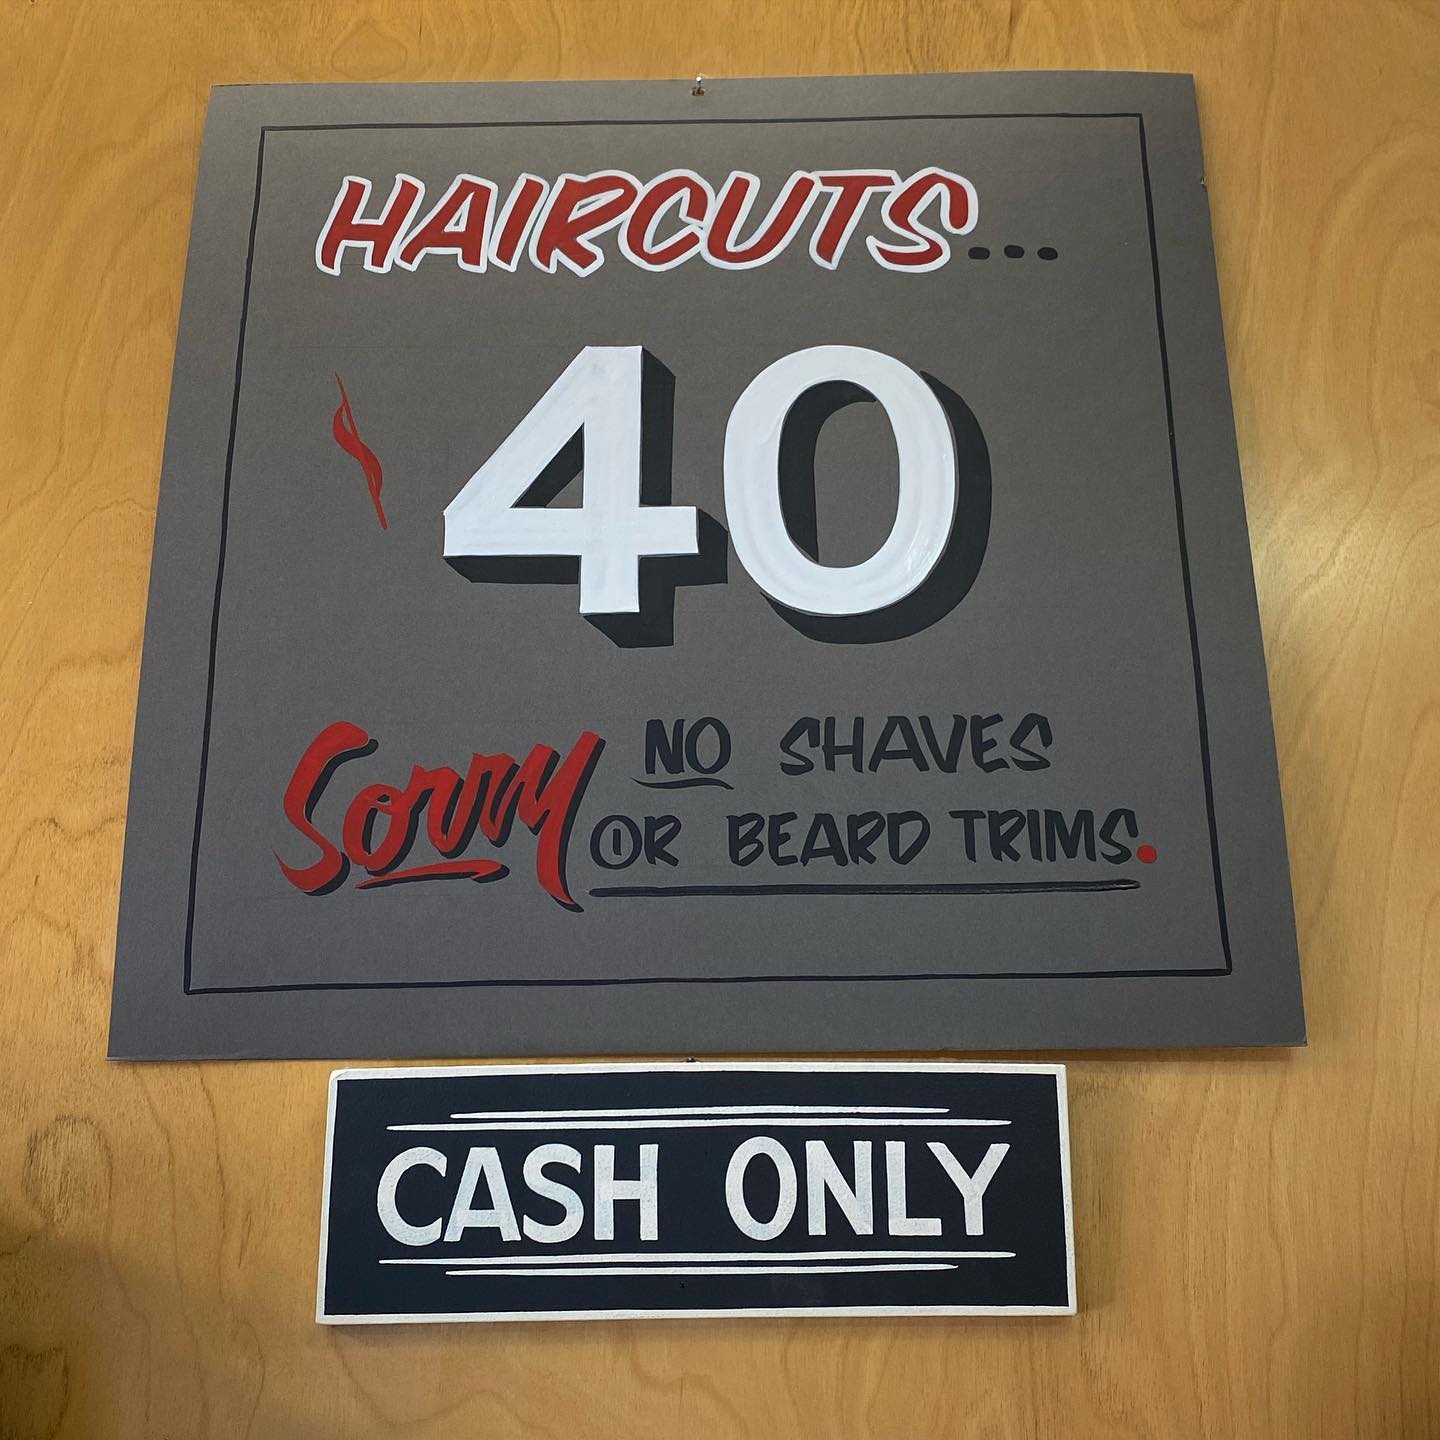 HAIRCUTS...
40
Sorry NO SHAVES
OR BEARD TRIMS.
CASH ONLY